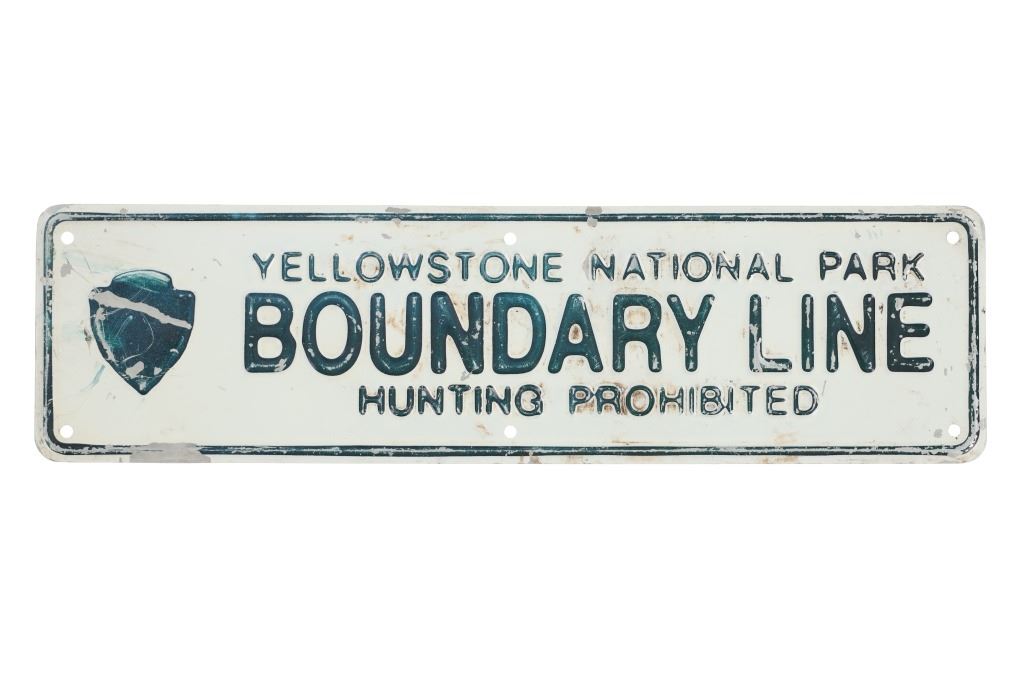 YELLOWSTONE NATIONAL PARK
BOUNDARY LINE
HUNTING PROHIBITED